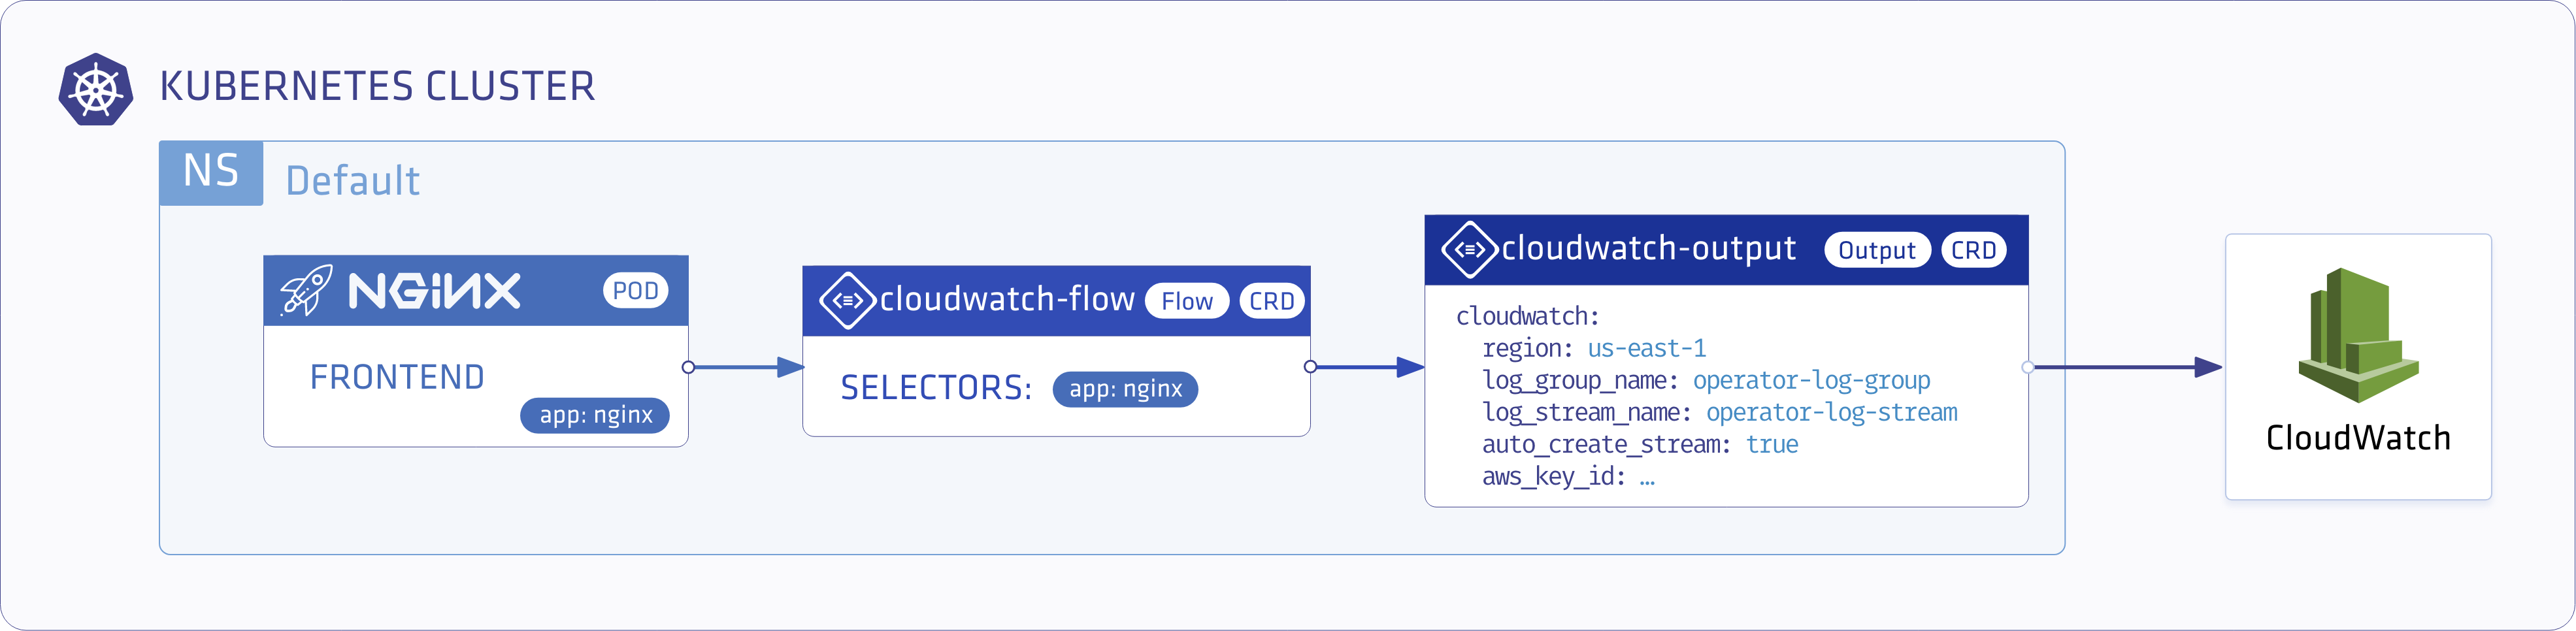 KUBERNETES CLUSTER
NS
Default
NGINX
POD
FRONTEND
app: nginx
cloudwatch-flow
Flow
CRD
SELECTORS:
app: nginx
cloudwatch-output
Output
CRD
cloudwatch:
region: us-east-1
log_group_name: operator-log-group
log_stream_name: operator-log-stream
auto_create_stream: true
aws_key_id: …
CloudWatch